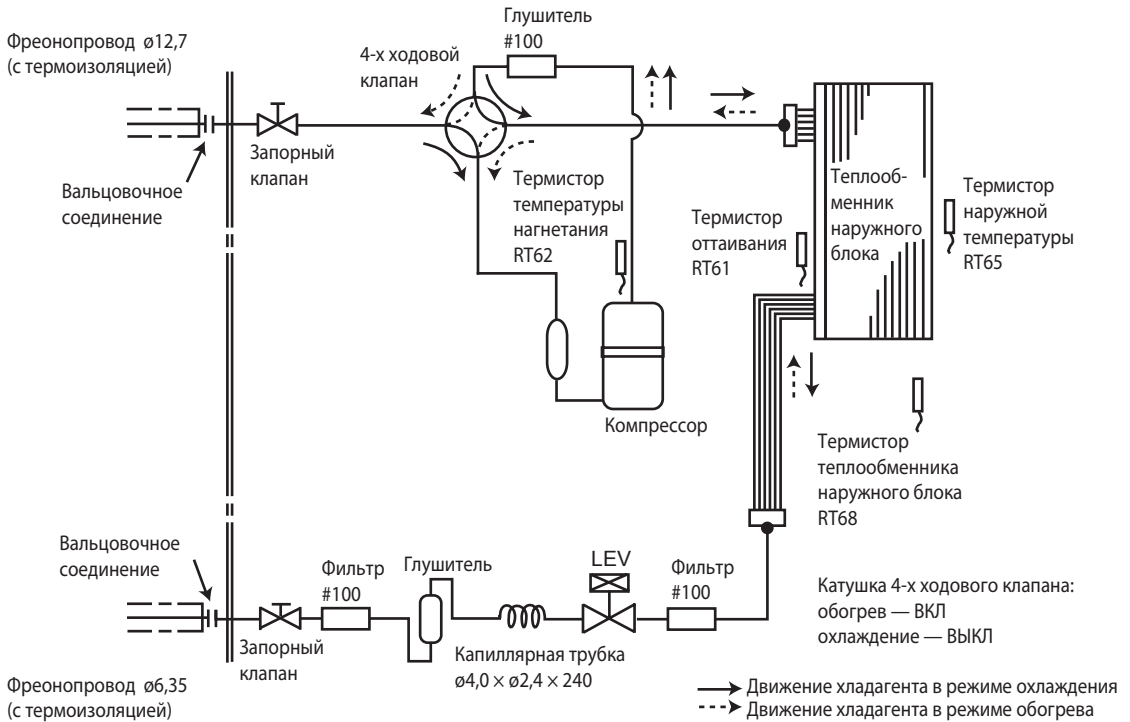 Глушитель
#100
Фреонопровод ø12,7
(с термоизоляцией)
4-х ходовой
клапан
Запорный
клапан
Вальцовочное
соединение
Термистор
температуры
нагнетания
RT62
Термистор
оттаивания
RT61
Теплооб-
менник
наружного
блока
Термистор
наружной
температуры
RT65
Компрессор
Термистор
теплообменника
наружного блока
RT68
Вальцовочное
соединение
Фильтр
#100
Глушитель
LEV
Фильтр
#100
Катушка 4-х ходового клапана:
обогрев — ВКЛ
охлаждение — ВЫКЛ
Запорный
клапан
Капиллярная трубка
ø4,0 × ø2,4 × 240
Фреонопровод ø6,35
(с термоизоляцией)
Движение хладагента в режиме охлаждения
Движение хладагента в режиме обогрева